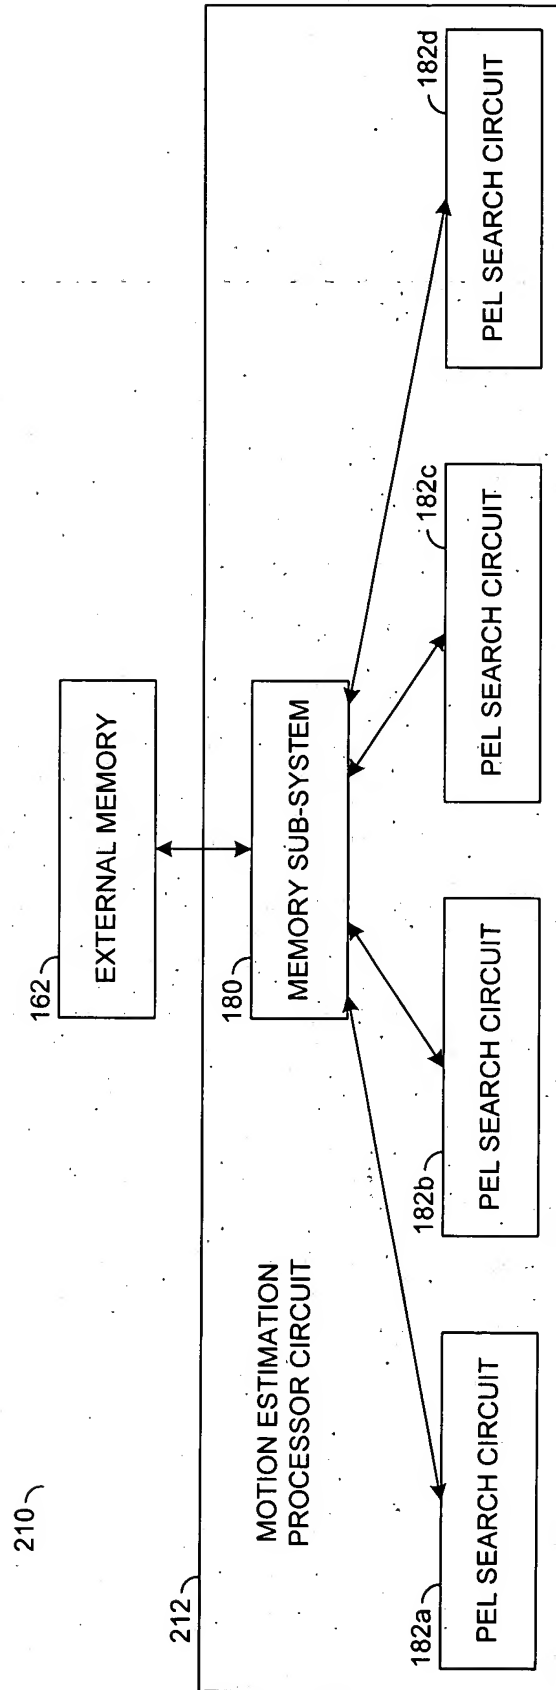 210
162
EXTERNAL MEMORY
212
MOTION ESTIMATION
PROCESSOR CIRCUIT
180
MEMORY SUB-SYSTEM
182a
PEL SEARCH CIRCUIT
182b
PEL SEARCH CIRCUIT
182c
PEL SEARCH CIRCUIT
182d
PEL SEARCH CIRCUIT